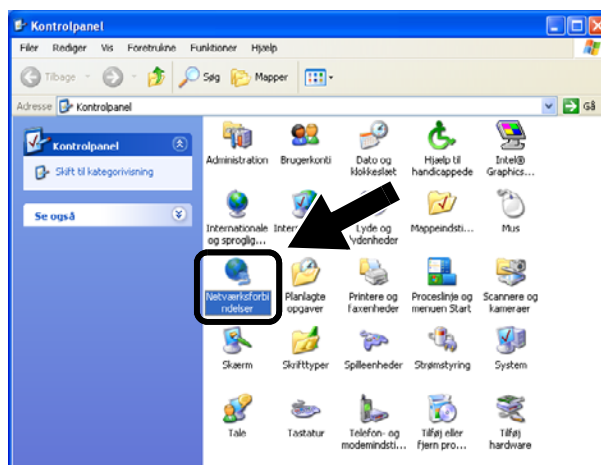 Kontrolpanel
Filer Rediger Vis Foretrukne Funktioner Hjælp
Tilbage Søg Mapper
Adresse Kontrolpanel Gå
Kontrolpanel
Skift til kategorivisning
Se også
Administration Brugerkonti Dato og Hjælp til Intel®
klokkeslæt handicappede Graphics...
Internationale Lyde og Mappeindsti... Mus
og sproglig...
Netværksforbi Planlagte Printere og Proceslinje og Scannere og
ndelser opgaver faxenheder menuen Start kameraer
Skærm Skrifttyper Spilleenheder Strømstyring System
Tale Tastatur Telefon- og Tilføj eller Tilføj
modemindsti... fjern pro... hardware